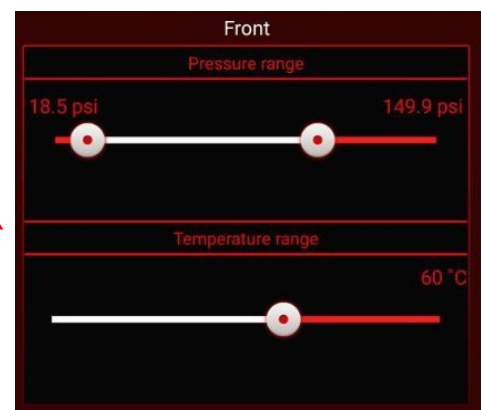 Front
Pressure range
18.5 psi 149.9 psi
Temperature range
60 °C